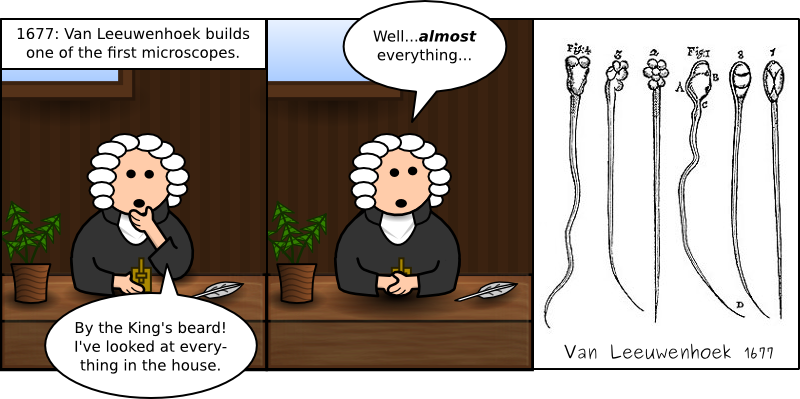 1677: Van Leeuwenhoek builds
one of the first microscopes.
By the King's beard!
I've looked at every-
thing in the house.
Well...almost
everything...
Fig:4 3 2 Fig:1 3 1
A B
C
D
Van Leeuwenhoek 1677